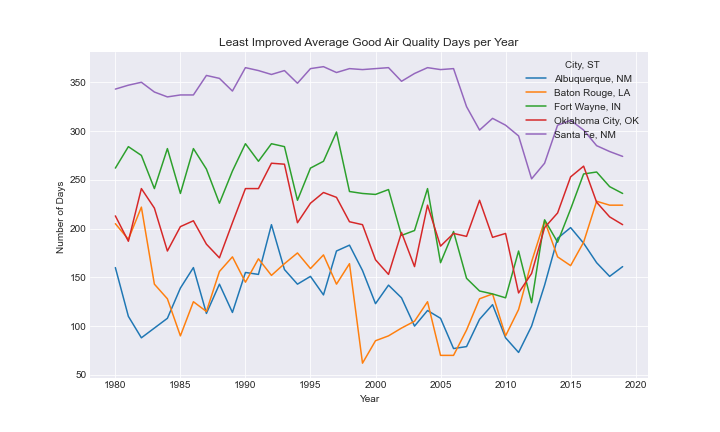 Least Improved Average Good Air Quality Days per Year
City, ST
Albuquerque, NM
Baton Rouge, LA
Fort Wayne, IN
Oklahoma City, OK
Santa Fe, NM
Number of Days
350
300
250
200
150
100
50
1980 1985 1990 1995 2000 2005 2010 2015 2020
Year